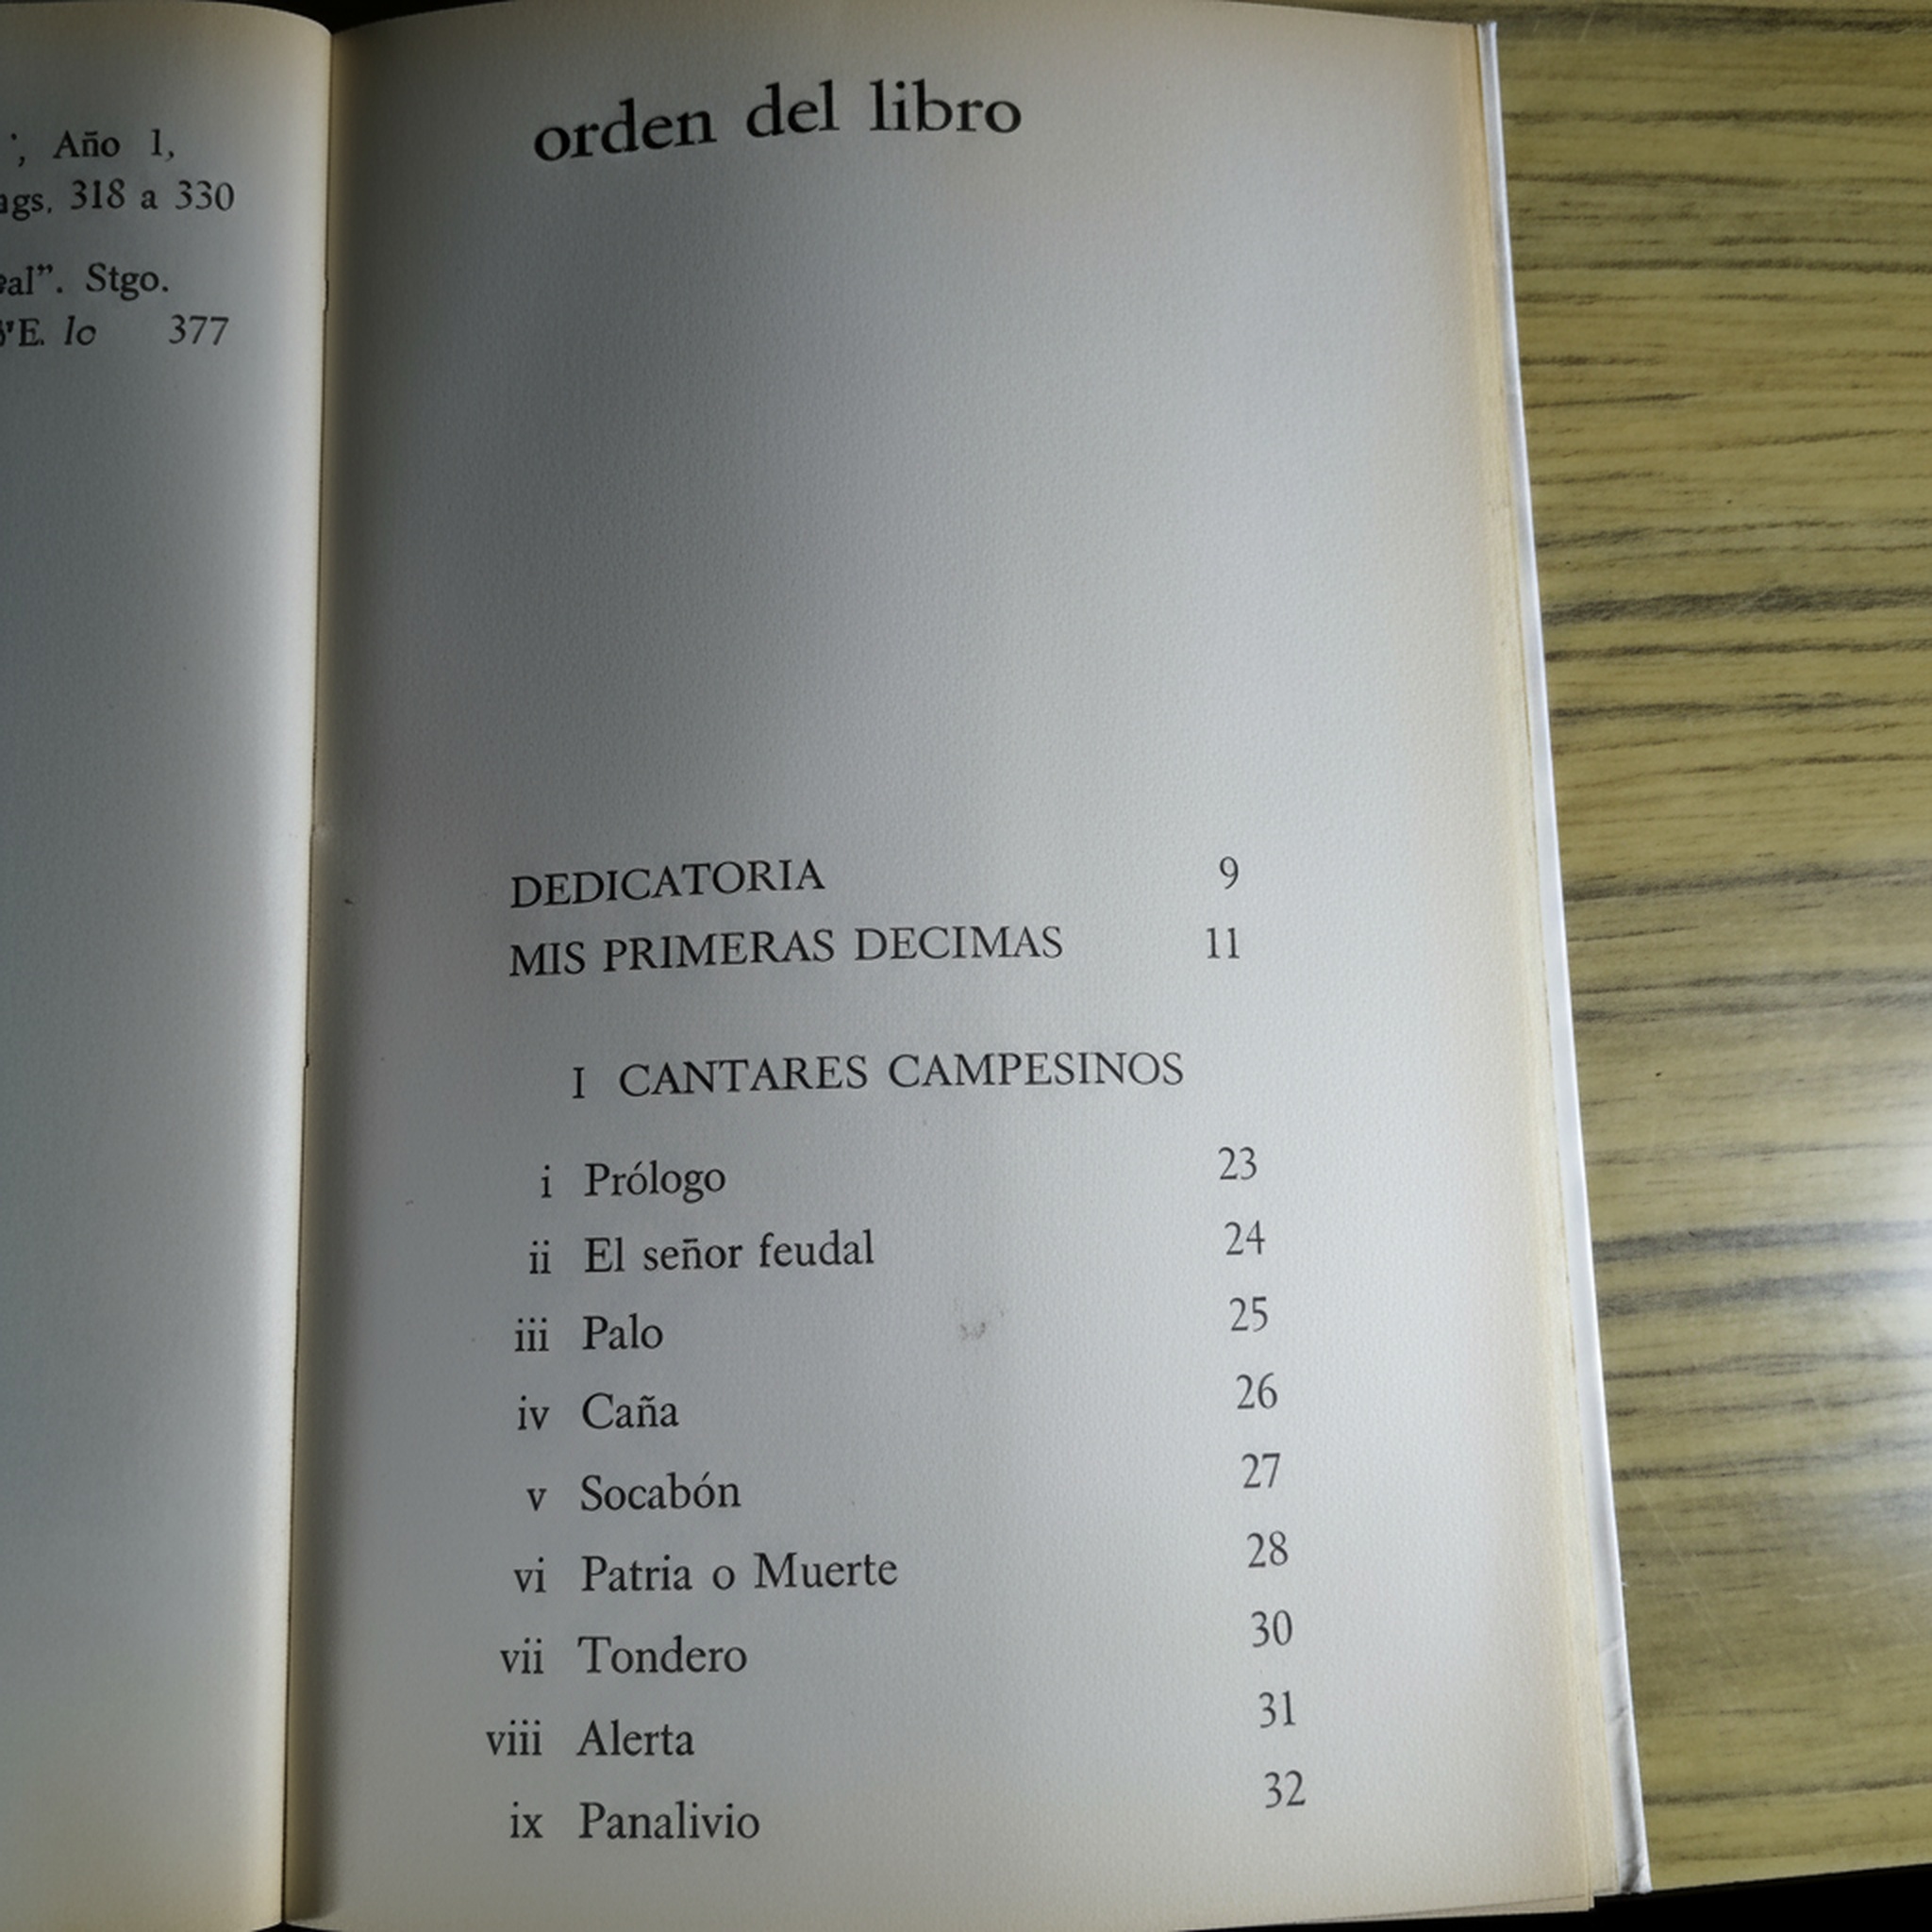 Año 1,
318 a 330
Stgo.
lo 377
orden del libro
DEDICATORIA 9
MIS PRIMERAS DECIMAS 11
I CANTARES CAMPESINOS
i Prólogo 23
ii El señor feudal 24
iii Palo 25
iv Caña 26
v Socabón 27
vi Patria o Muerte 28
vii Tondero 30
viii Alerta 31
ix Panalivio 32